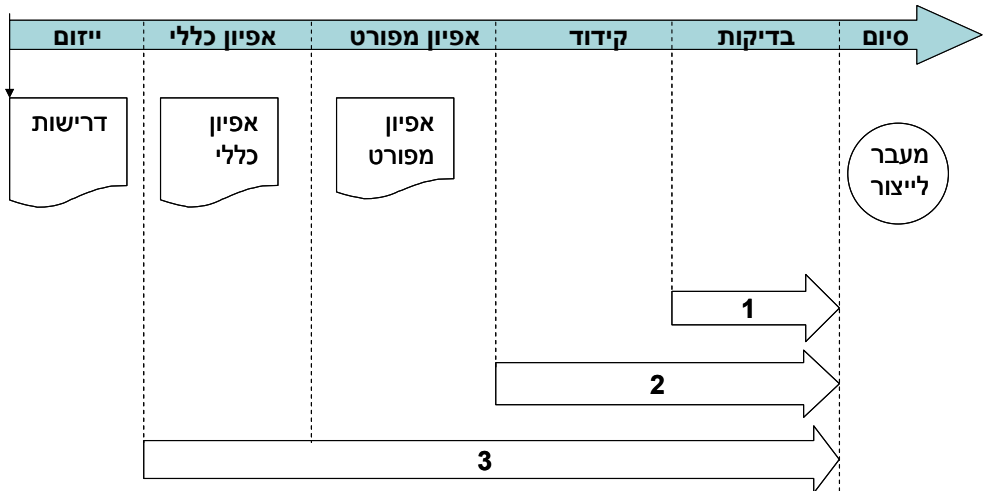 ייזום
אפיון כללי
אפיון מפורט
קידוד
בדיקות
סיום
דרישות
אפיון
כללי
אפיון
מפורט
מעבר
לייצור
1
2
3